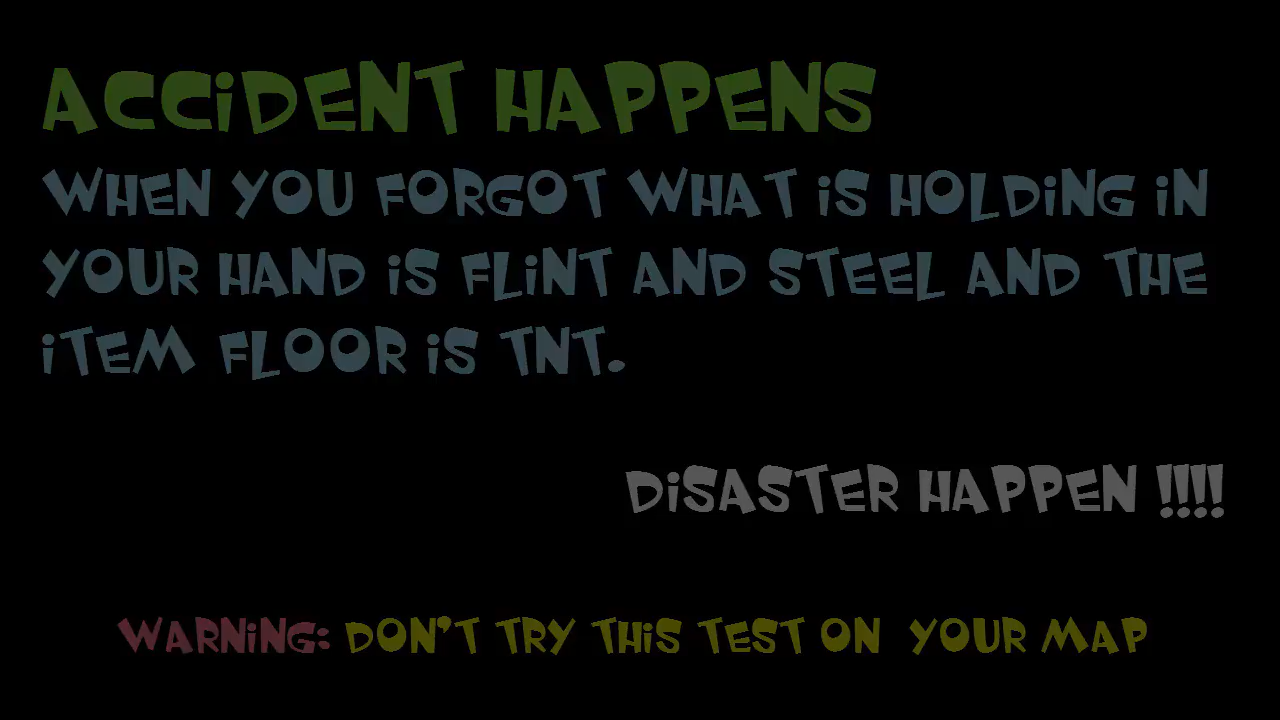 ACCIDENT HAPPENS
WHEN YOU FORGOT WHAT IS HOLDING IN
YOUR HAND IS FLINT AND STEEL AND THE
ITEM FLOOR IS TNT.
DISASTER HAPPEN !!!!
WARNING: DON'T TRY THIS TEST ON YOUR MAP